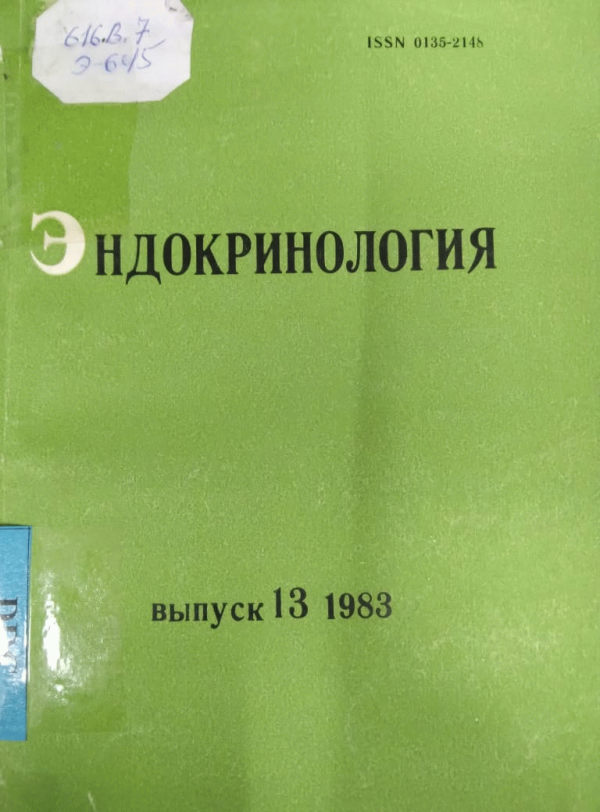 616.В.7
Э-645
ISSN 0135-2148
Эндокринология
выпуск 13 1983